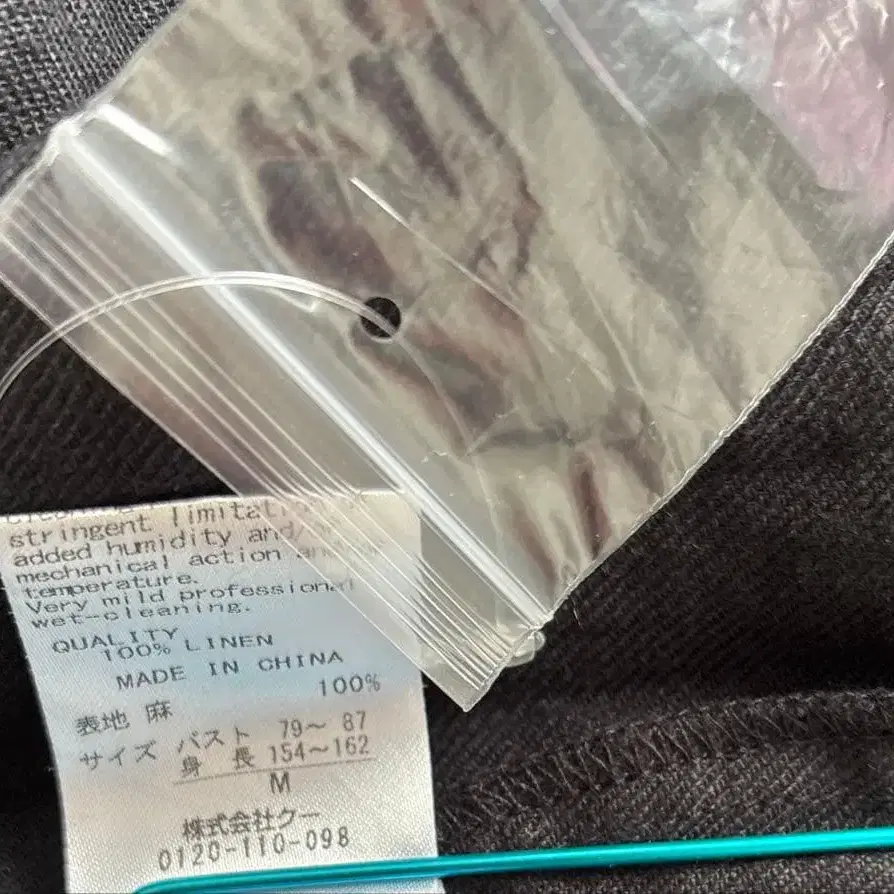 stringent
added humidity and/or
mechanical action
temperature.
Very mild professional
wet-cleaning.
QUALITY
100% LINEN
MADE IN CHINA
100%
表地 麻
サイズ バスト 79～ 87
身 長 154～162
M
株式会社クー
0120-110-098